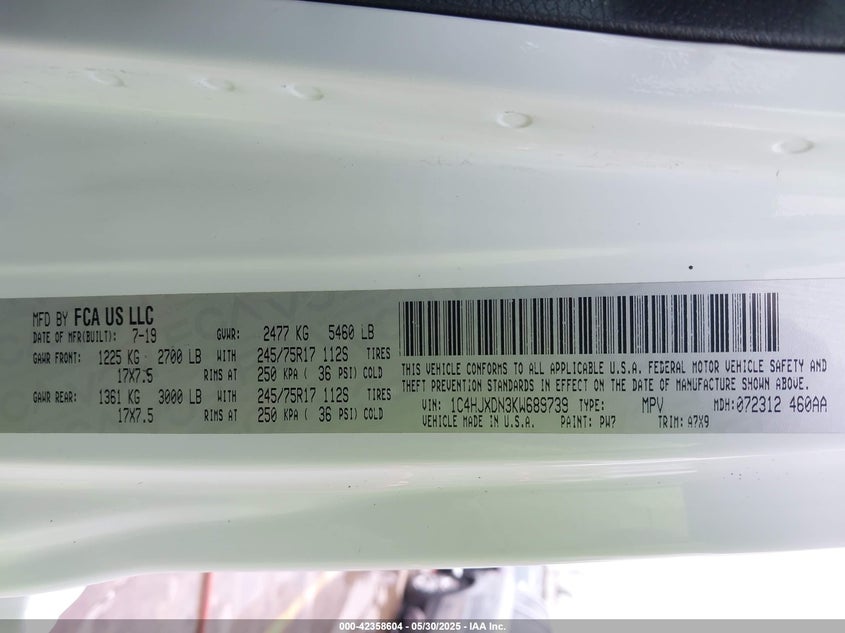 MFD BY FCA US LLC
DATE OF MFR(BUILT): 7-19 GVWR: 2477 KG 5460 LB
GAWR FRONT: 1225 KG 2700 LB WITH 245/75R17 112S TIRES
17X7.5 RIMS AT 250 KPA ( 36 PSI) COLD
GAWR REAR: 1361 KG 3000 LB WITH 245/75R17 112S TIRES
17X7.5 RIMS AT 250 KPA ( 36 PSI) COLD
THIS VEHICLE CONFORMS TO ALL APPLICABLE U.S.A. FEDERAL MOTOR VEHICLE SAFETY AND
THEFT PREVENTION STANDARDS IN EFFECT ON THE DATE OF MANUFACTURE SHOWN ABOVE.
VIN: 1C4HJXDN3KW689739 TYPE: MPV MDH: 072312 460AA
VEHICLE MADE IN U.S.A. PAINT: PW7 TRIM: A7X9
000-42358604 - 05/30/2025 - IAA Inc.